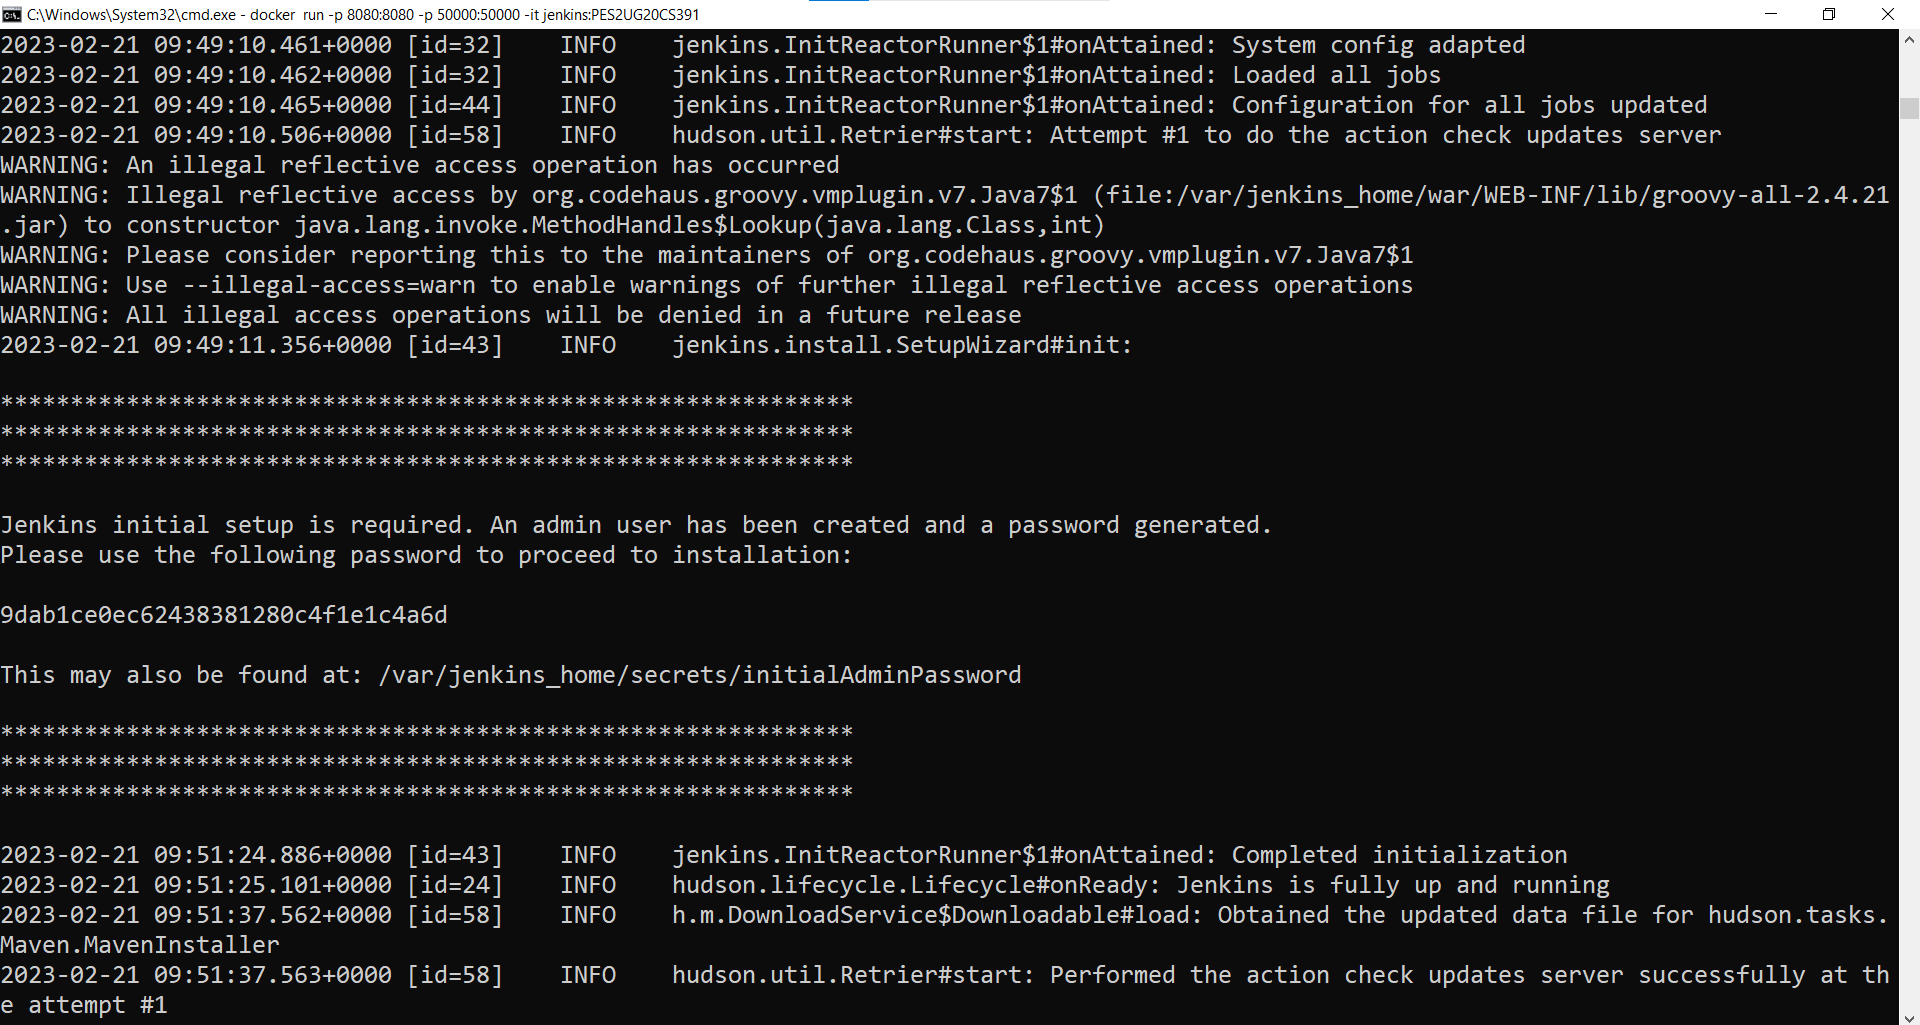 C:\Windows\System32\cmd.exe - docker  run -p 8080:8080 -p 50000:50000 -it jenkins:PES2UG20CS391
2023-02-21 09:49:10.461+0000 [id=32]    INFO    jenkins.InitReactorRunner$1#onAttained: System config adapted
2023-02-21 09:49:10.462+0000 [id=32]    INFO    jenkins.InitReactorRunner$1#onAttained: Loaded all jobs
2023-02-21 09:49:10.465+0000 [id=44]    INFO    jenkins.InitReactorRunner$1#onAttained: Configuration for all jobs updated
2023-02-21 09:49:10.506+0000 [id=58]    INFO    hudson.util.Retrier#start: Attempt #1 to do the action check updates server
WARNING: An illegal reflective access operation has occurred
WARNING: Illegal reflective access by org.codehaus.groovy.vmplugin.v7.Java7$1 (file:/var/jenkins_home/war/WEB-INF/lib/groovy-all-2.4.21
.jar) to constructor java.lang.invoke.MethodHandles$Lookup(java.lang.Class,int)
WARNING: Please consider reporting this to the maintainers of org.codehaus.groovy.vmplugin.v7.Java7$1
WARNING: Use --illegal-access=warn to enable warnings of further illegal reflective access operations
WARNING: All illegal access operations will be denied in a future release
2023-02-21 09:49:11.356+0000 [id=43]    INFO    jenkins.install.SetupWizard#init:
*************************************************************
*************************************************************
*************************************************************
Jenkins initial setup is required. An admin user has been created and a password generated.
Please use the following password to proceed to installation:
9dab1ce0ec62438381280c4f1e1c4a6d
This may also be found at: /var/jenkins_home/secrets/initialAdminPassword
*************************************************************
*************************************************************
*************************************************************
2023-02-21 09:51:24.886+0000 [id=43]    INFO    jenkins.InitReactorRunner$1#onAttained: Completed initialization
2023-02-21 09:51:25.101+0000 [id=24]    INFO    hudson.lifecycle.Lifecycle#onReady: Jenkins is fully up and running
2023-02-21 09:51:37.562+0000 [id=58]    INFO    h.m.DownloadService$Downloadable#load: Obtained the updated data file for hudson.tasks.
Maven.MavenInstaller
2023-02-21 09:51:37.563+0000 [id=58]    INFO    hudson.util.Retrier#start: Performed the action check updates server successfully at th
e attempt #1